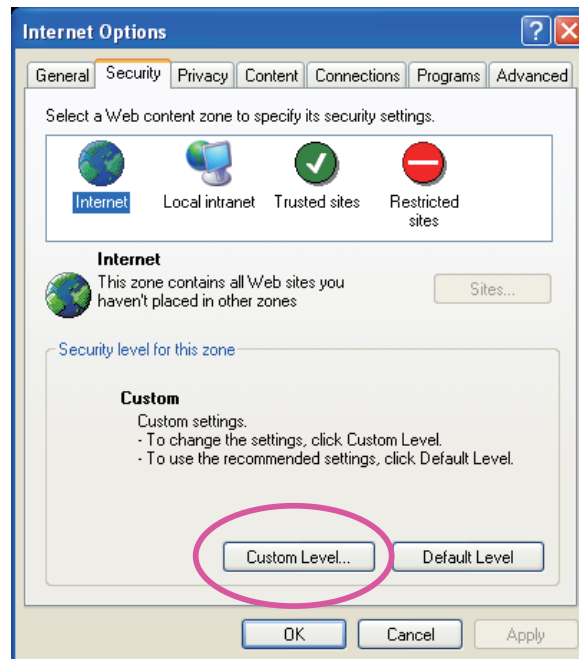 Internet Options
General Security Privacy Content Connections Programs Advanced
Select a Web content zone to specify its security settings.
Internet Local intranet Trusted sites Restricted sites
Internet
This zone contains all Web sites you
haven't placed in other zones
Sites...
Security level for this zone
Custom
Custom settings.
- To change the settings, click Custom Level.
- To use the recommended settings, click Default Level.
Custom Level... Default Level
OK Cancel Apply